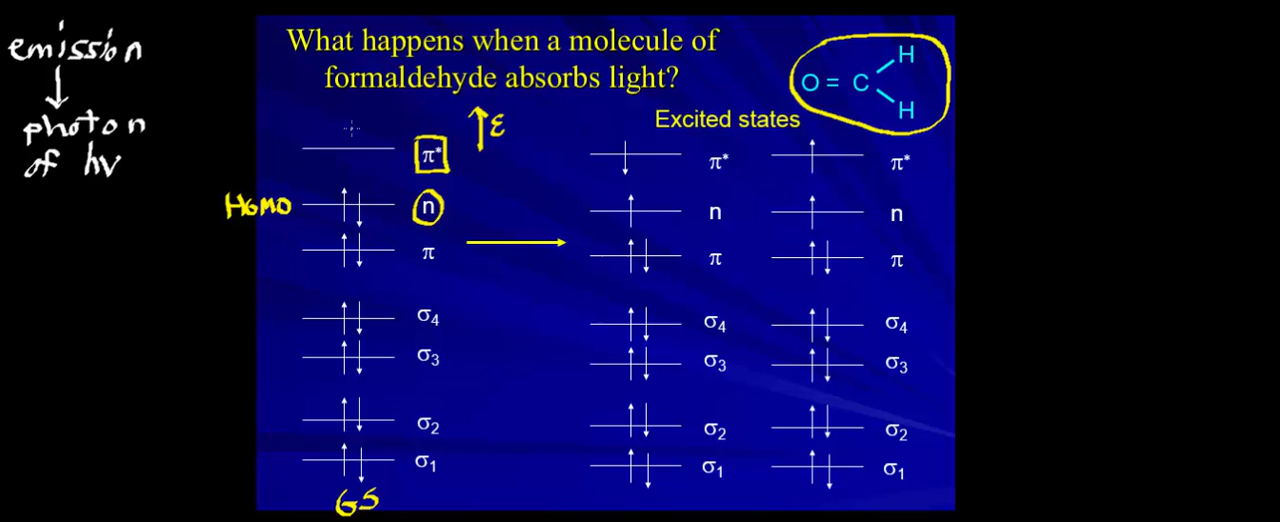 emission
photon
of hν
What happens when a molecule of
formaldehyde absorbs light?
O = C
H
H
ε
Excited states
π*
HOMO
n
π
σ4
σ3
σ2
σ1
GS
π*
n
π
σ4
σ3
σ2
σ1
π*
n
π
σ4
σ3
σ2
σ1